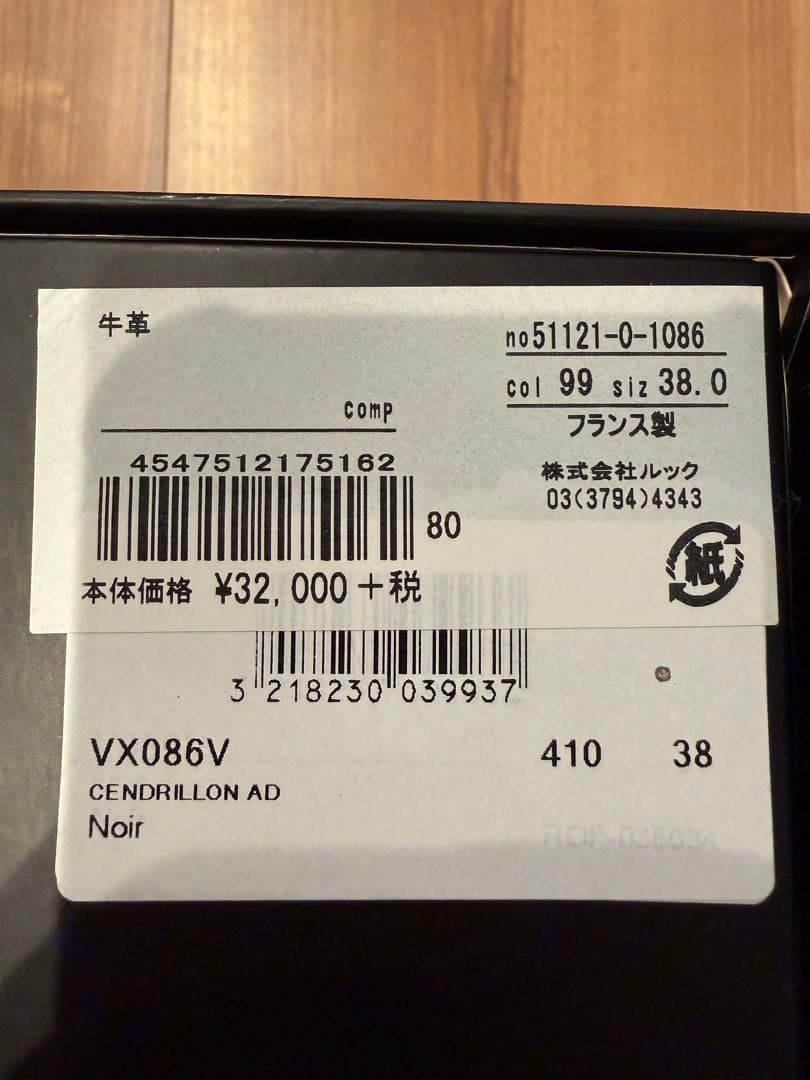 牛革
no51121-0-1086
comp
col 99 siz 38.0
フランス製
4547512175162
80
株式会社ルック
03(3794)4343
紙
本体価格 ¥32,000+税
3 218230 039937
VX086V 410 38
CENDRILLON AD
Noir